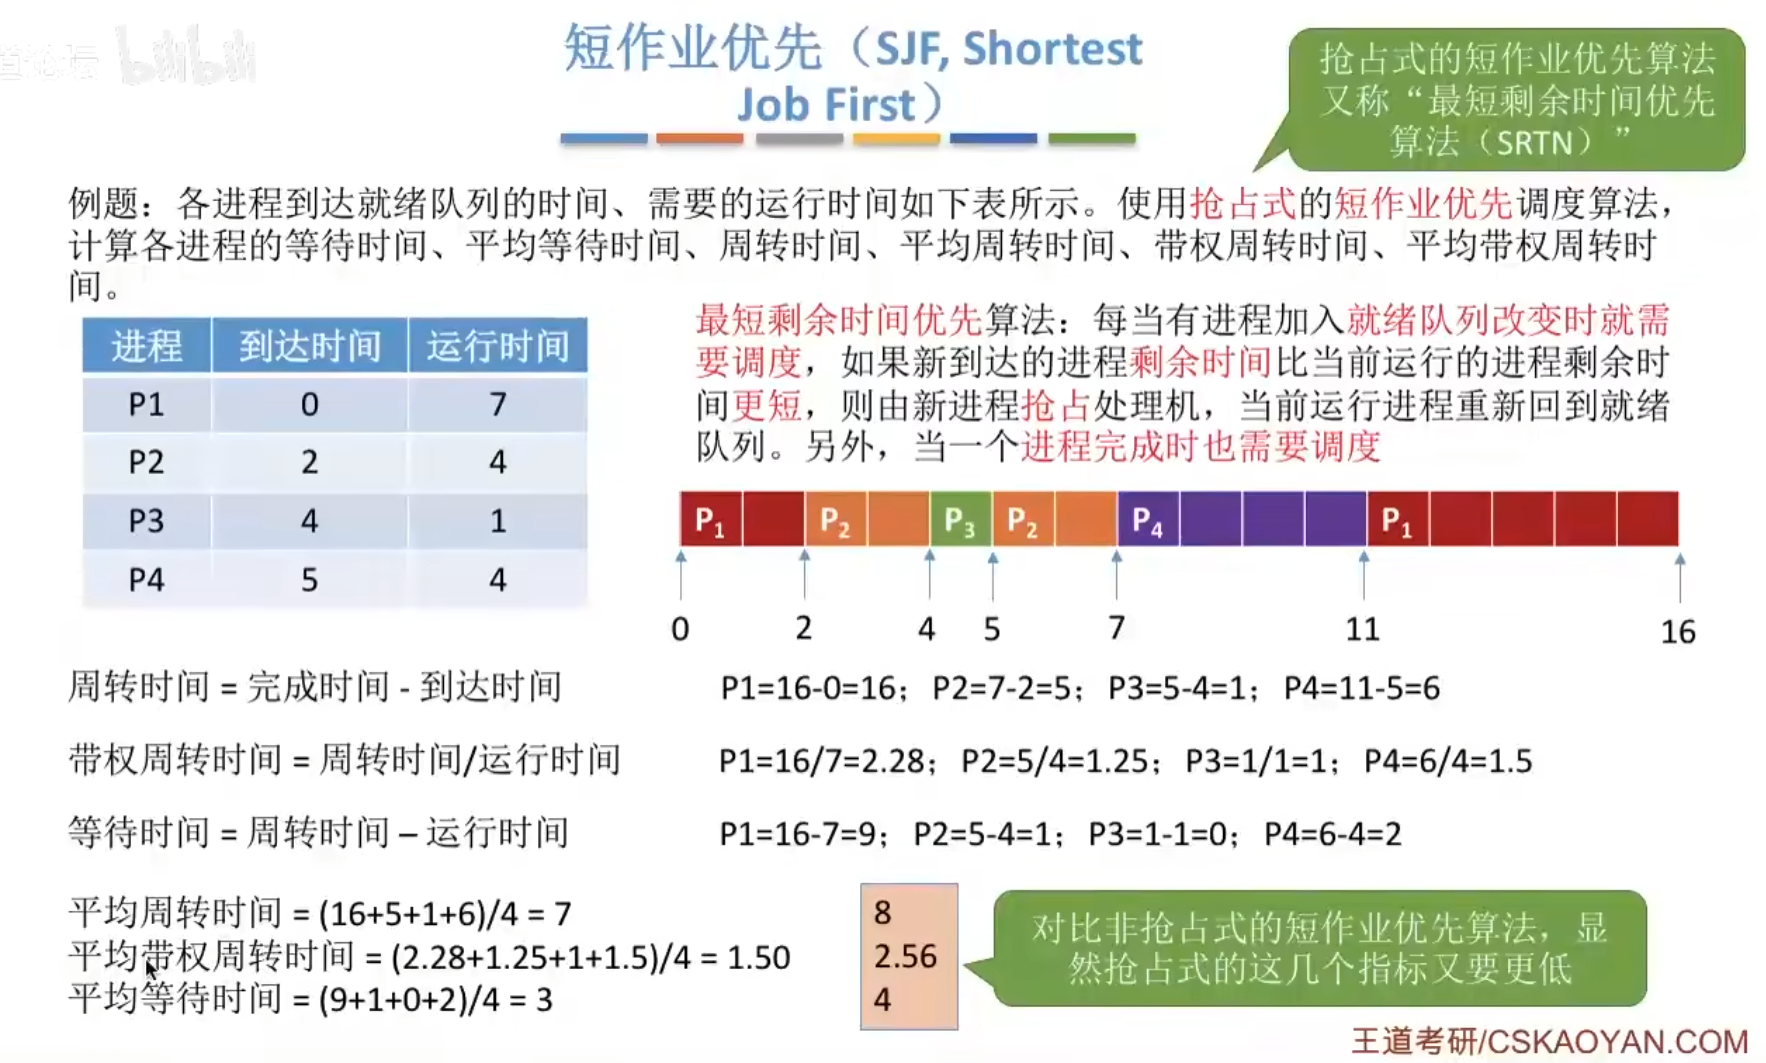 道论坛 bilibili
短作业优先（SJF, Shortest
Job First）
抢占式的短作业优先算法
又称“最短剩余时间优先
算法（SRTN）”
例题：各进程到达就绪队列的时间、需要的运行时间如下表所示。使用抢占式的短作业优先调度算法，
计算各进程的等待时间、平均等待时间、周转时间、平均周转时间、带权周转时间、平均带权周转时
间。
进程 到达时间 运行时间
P1 0 7
P2 2 4
P3 4 1
P4 5 4
最短剩余时间优先算法：每当有进程加入就绪队列改变时就需
要调度，如果新到达的进程剩余时间比当前运行的进程剩余时
间更短，则由新进程抢占处理机，当前运行进程重新回到就绪
队列。另外，当一个进程完成时也需要调度
P1 P2 P3 P2 P4 P1
0 2 4 5 7 11 16
周转时间 = 完成时间 - 到达时间 P1=16-0=16；P2=7-2=5；P3=5-4=1；P4=11-5=6
带权周转时间 = 周转时间/运行时间 P1=16/7=2.28；P2=5/4=1.25；P3=1/1=1；P4=6/4=1.5
等待时间 = 周转时间 – 运行时间 P1=16-7=9；P2=5-4=1；P3=1-1=0；P4=6-4=2
平均周转时间 = (16+5+1+6)/4 = 7
平均带权周转时间 = (2.28+1.25+1+1.5)/4 = 1.50
平均等待时间 = (9+1+0+2)/4 = 3
8
2.56
4
对比非抢占式的短作业优先算法，显
然抢占式的这几个指标又要更低
王道考研/CSKAOYAN.COM